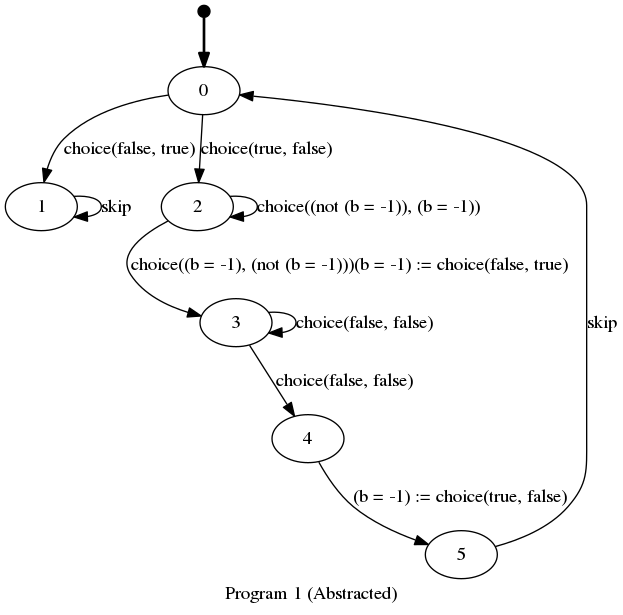 0
choice(false, true)
choice(true, false)
1
skip
2
choice((not (b = -1)), (b = -1))
choice((b = -1), (not (b = -1)))(b = -1) := choice(false, true)
3
choice(false, false)
skip
choice(false, false)
4
(b = -1) := choice(true, false)
5
Program 1 (Abstracted)